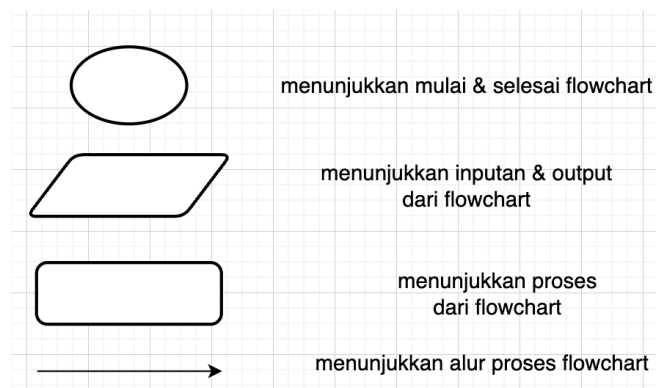 menunjukkan mulai & selesai flowchart
menunjukkan inputan & output
dari flowchart
menunjukkan proses
dari flowchart
menunjukkan alur proses flowchart